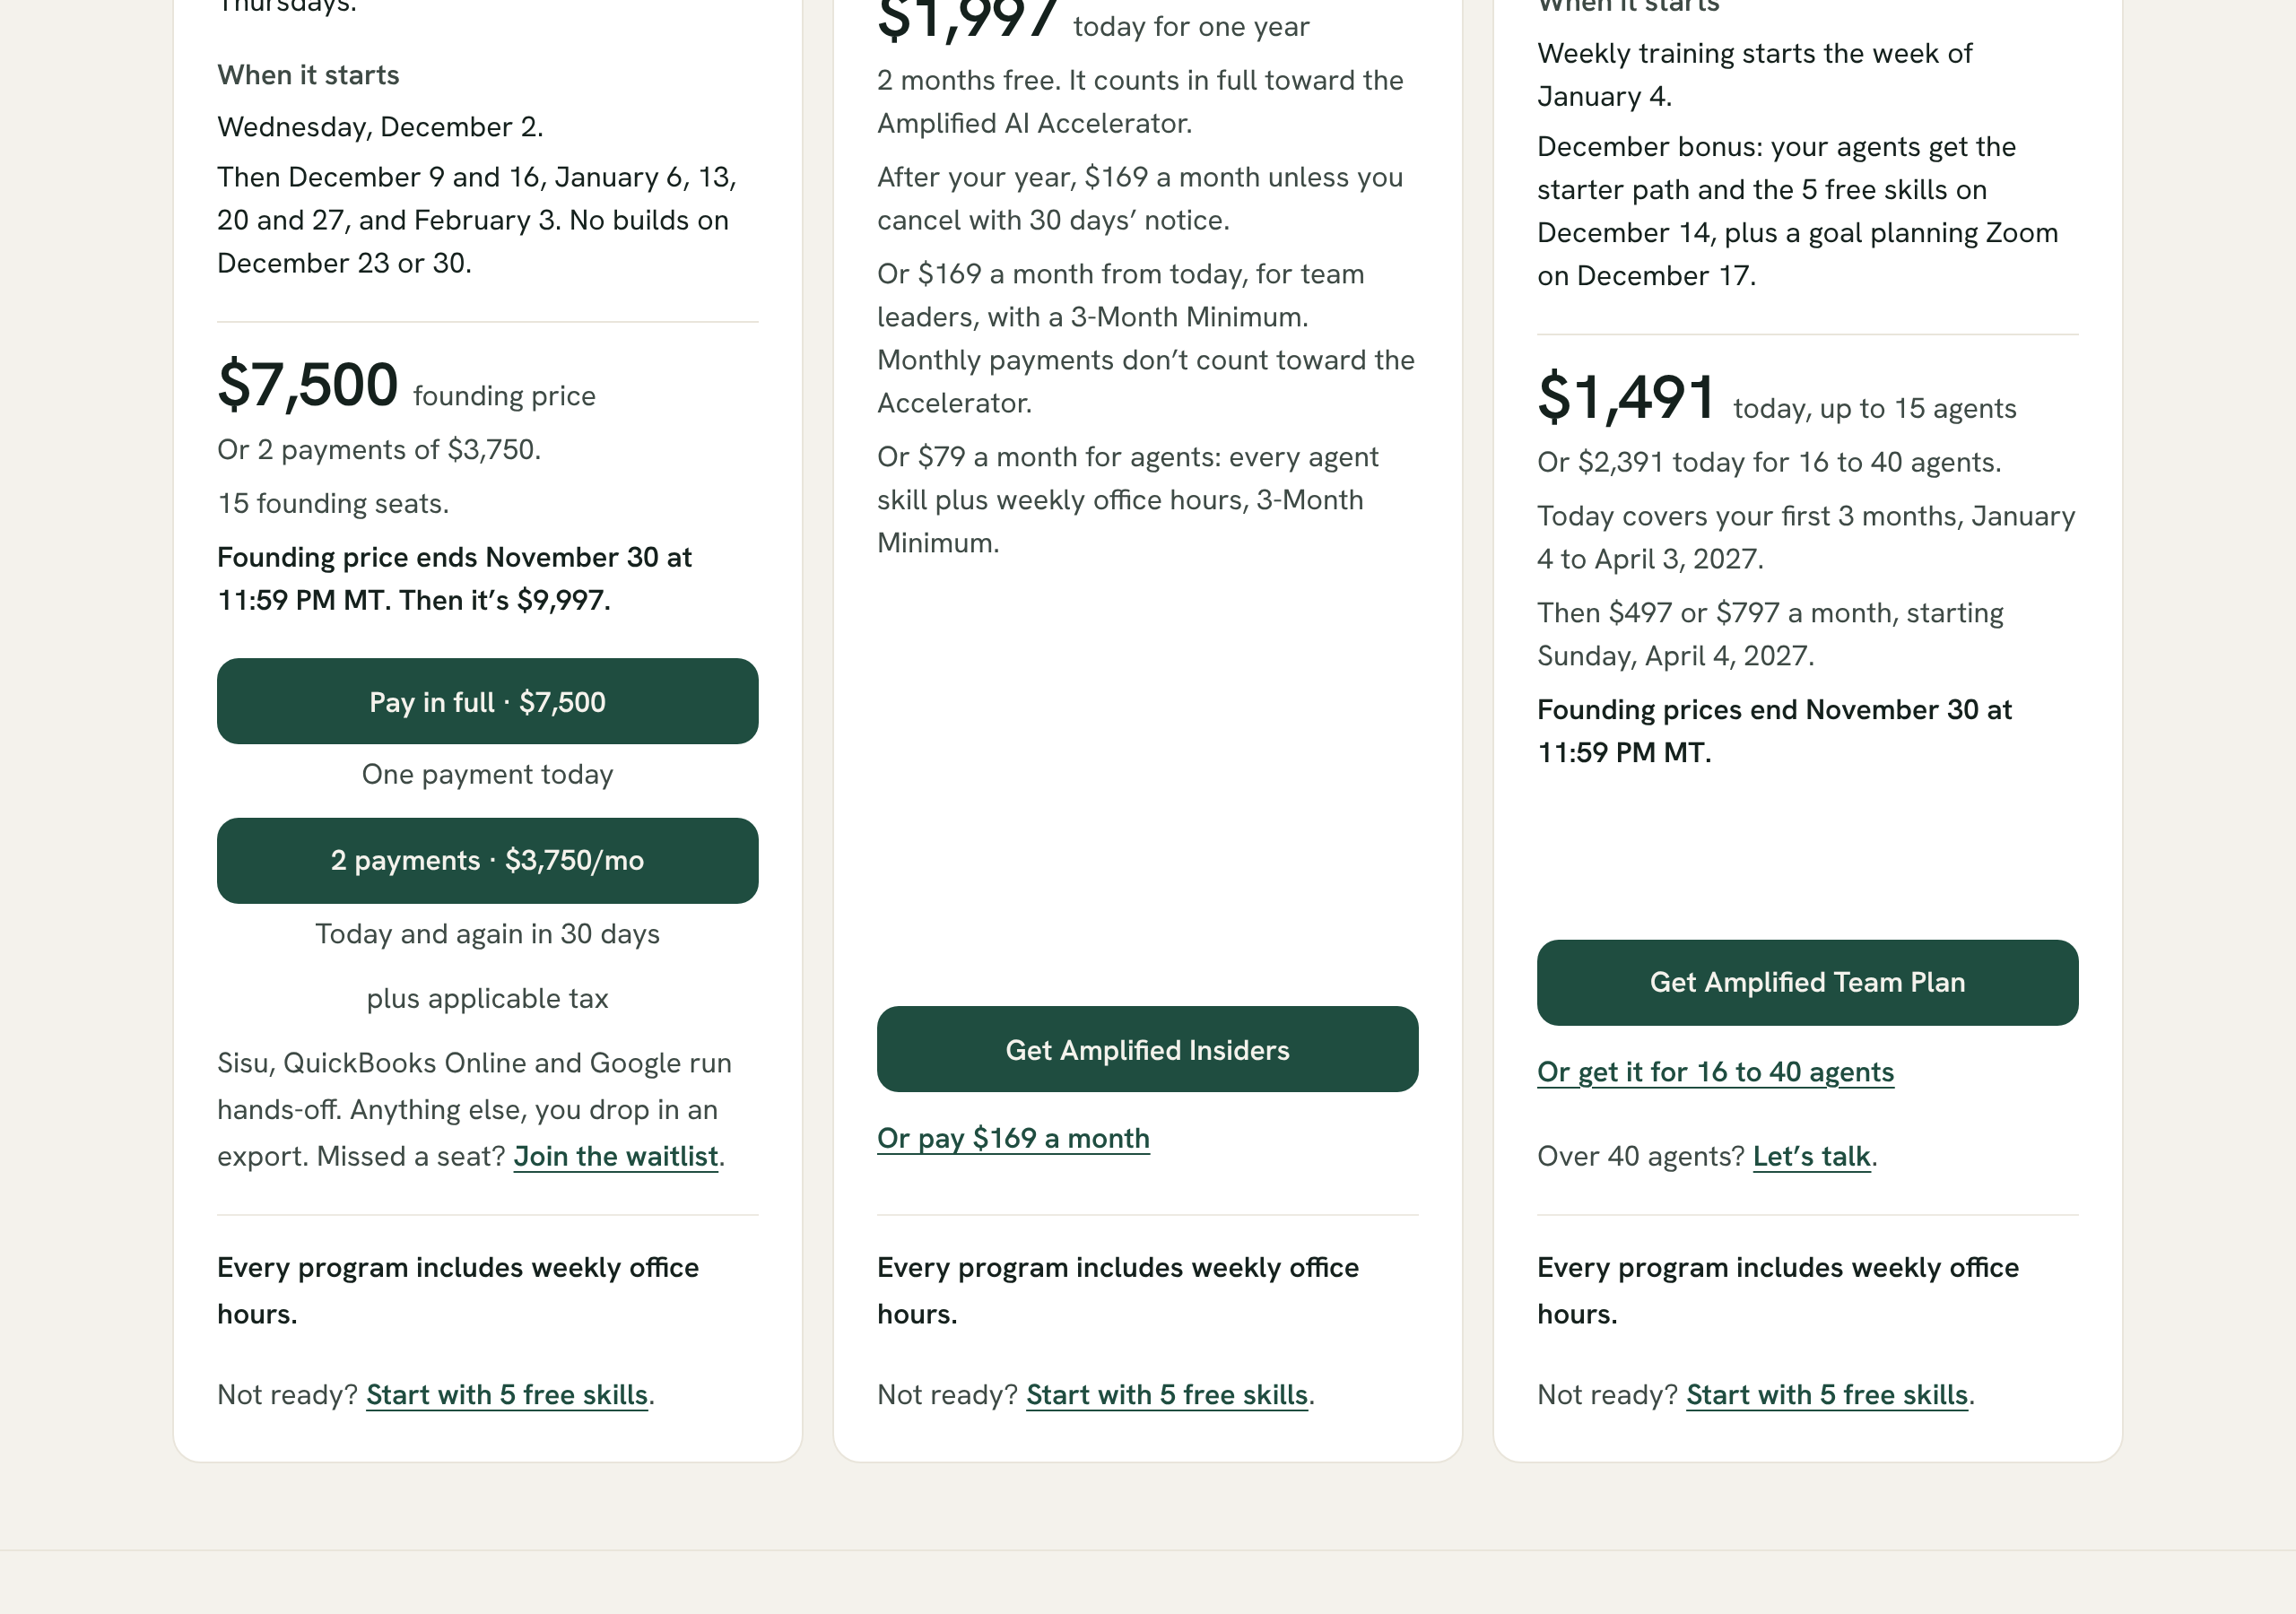 Thursdays.
When it starts
Wednesday, December 2.
Then December 9 and 16, January 6, 13,
20 and 27, and February 3. No builds on
December 23 or 30.
$7,500 founding price
Or 2 payments of $3,750.
15 founding seats.
Founding price ends November 30 at
11:59 PM MT. Then it’s $9,997.
Pay in full · $7,500
One payment today
2 payments · $3,750/mo
Today and again in 30 days
plus applicable tax
Sisu, QuickBooks Online and Google run
hands-off. Anything else, you drop in an
export. Missed a seat? Join the waitlist.
Every program includes weekly office
hours.
Not ready? Start with 5 free skills.
$1,997 today for one year
2 months free. It counts in full toward the
Amplified AI Accelerator.
After your year, $169 a month unless you
cancel with 30 days’ notice.
Or $169 a month from today, for team
leaders, with a 3-Month Minimum.
Monthly payments don’t count toward the
Accelerator.
Or $79 a month for agents: every agent
skill plus weekly office hours, 3-Month
Minimum.
Get Amplified Insiders
Or pay $169 a month
Every program includes weekly office
hours.
Not ready? Start with 5 free skills.
When it starts
Weekly training starts the week of
January 4.
December bonus: your agents get the
starter path and the 5 free skills on
December 14, plus a goal planning Zoom
on December 17.
$1,491 today, up to 15 agents
Or $2,391 today for 16 to 40 agents.
Today covers your first 3 months, January
4 to April 3, 2027.
Then $497 or $797 a month, starting
Sunday, April 4, 2027.
Founding prices end November 30 at
11:59 PM MT.
Get Amplified Team Plan
Or get it for 16 to 40 agents
Over 40 agents? Let’s talk.
Every program includes weekly office
hours.
Not ready? Start with 5 free skills.